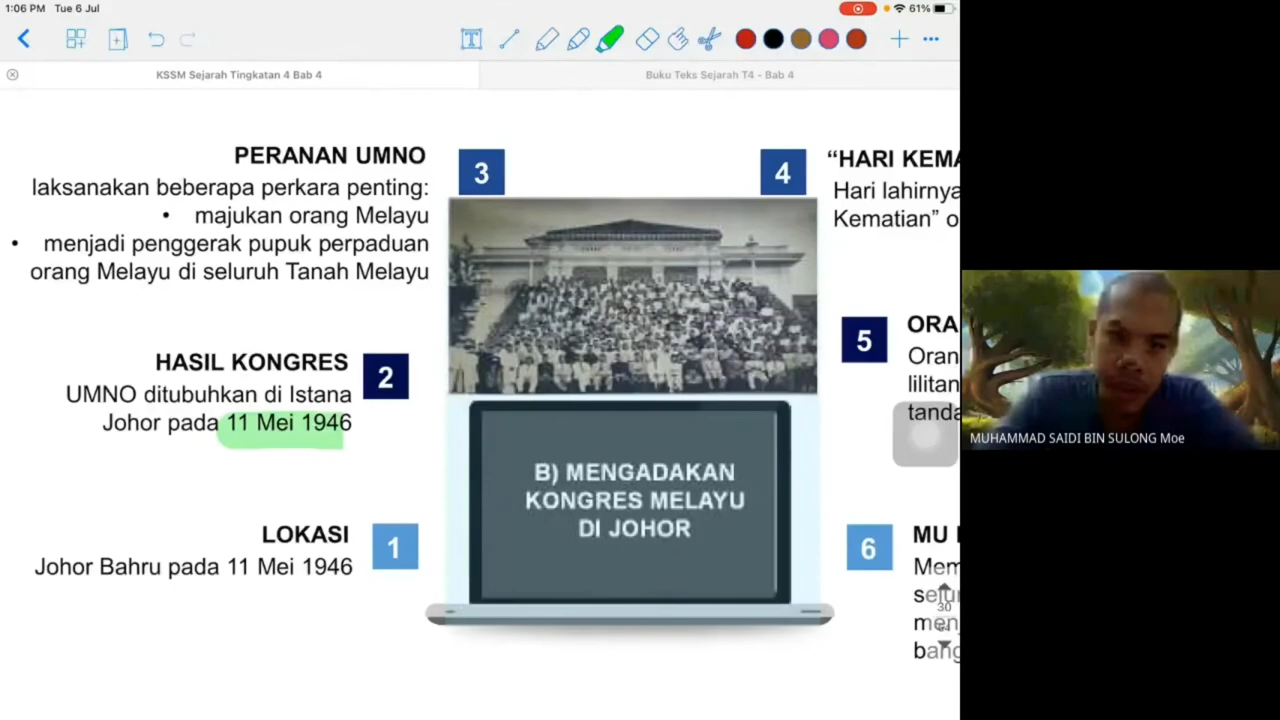 1:06 PM Tue 6 Jul
61%
KSSM Sejarah Tingkatan 4 Bab 4
Buku Teks Sejarah T4 - Bab 4
PERANAN UMNO
laksanakan beberapa perkara penting:
• majukan orang Melayu
• menjadi penggerak pupuk perpaduan
orang Melayu di seluruh Tanah Melayu
3
HASIL KONGRES
UMNO ditubuhkan di Istana
Johor pada 11 Mei 1946
2
LOKASI
Johor Bahru pada 11 Mei 1946
1
B) MENGADAKAN
KONGRES MELAYU
DI JOHOR
4
“HARI KEMA
Hari lahirnya
Kematian” o
5
ORA
Oran
lilitan
tanda
6
MU
Mem
selur
menj
bang
30
MUHAMMAD SAIDI BIN SULONG Moe